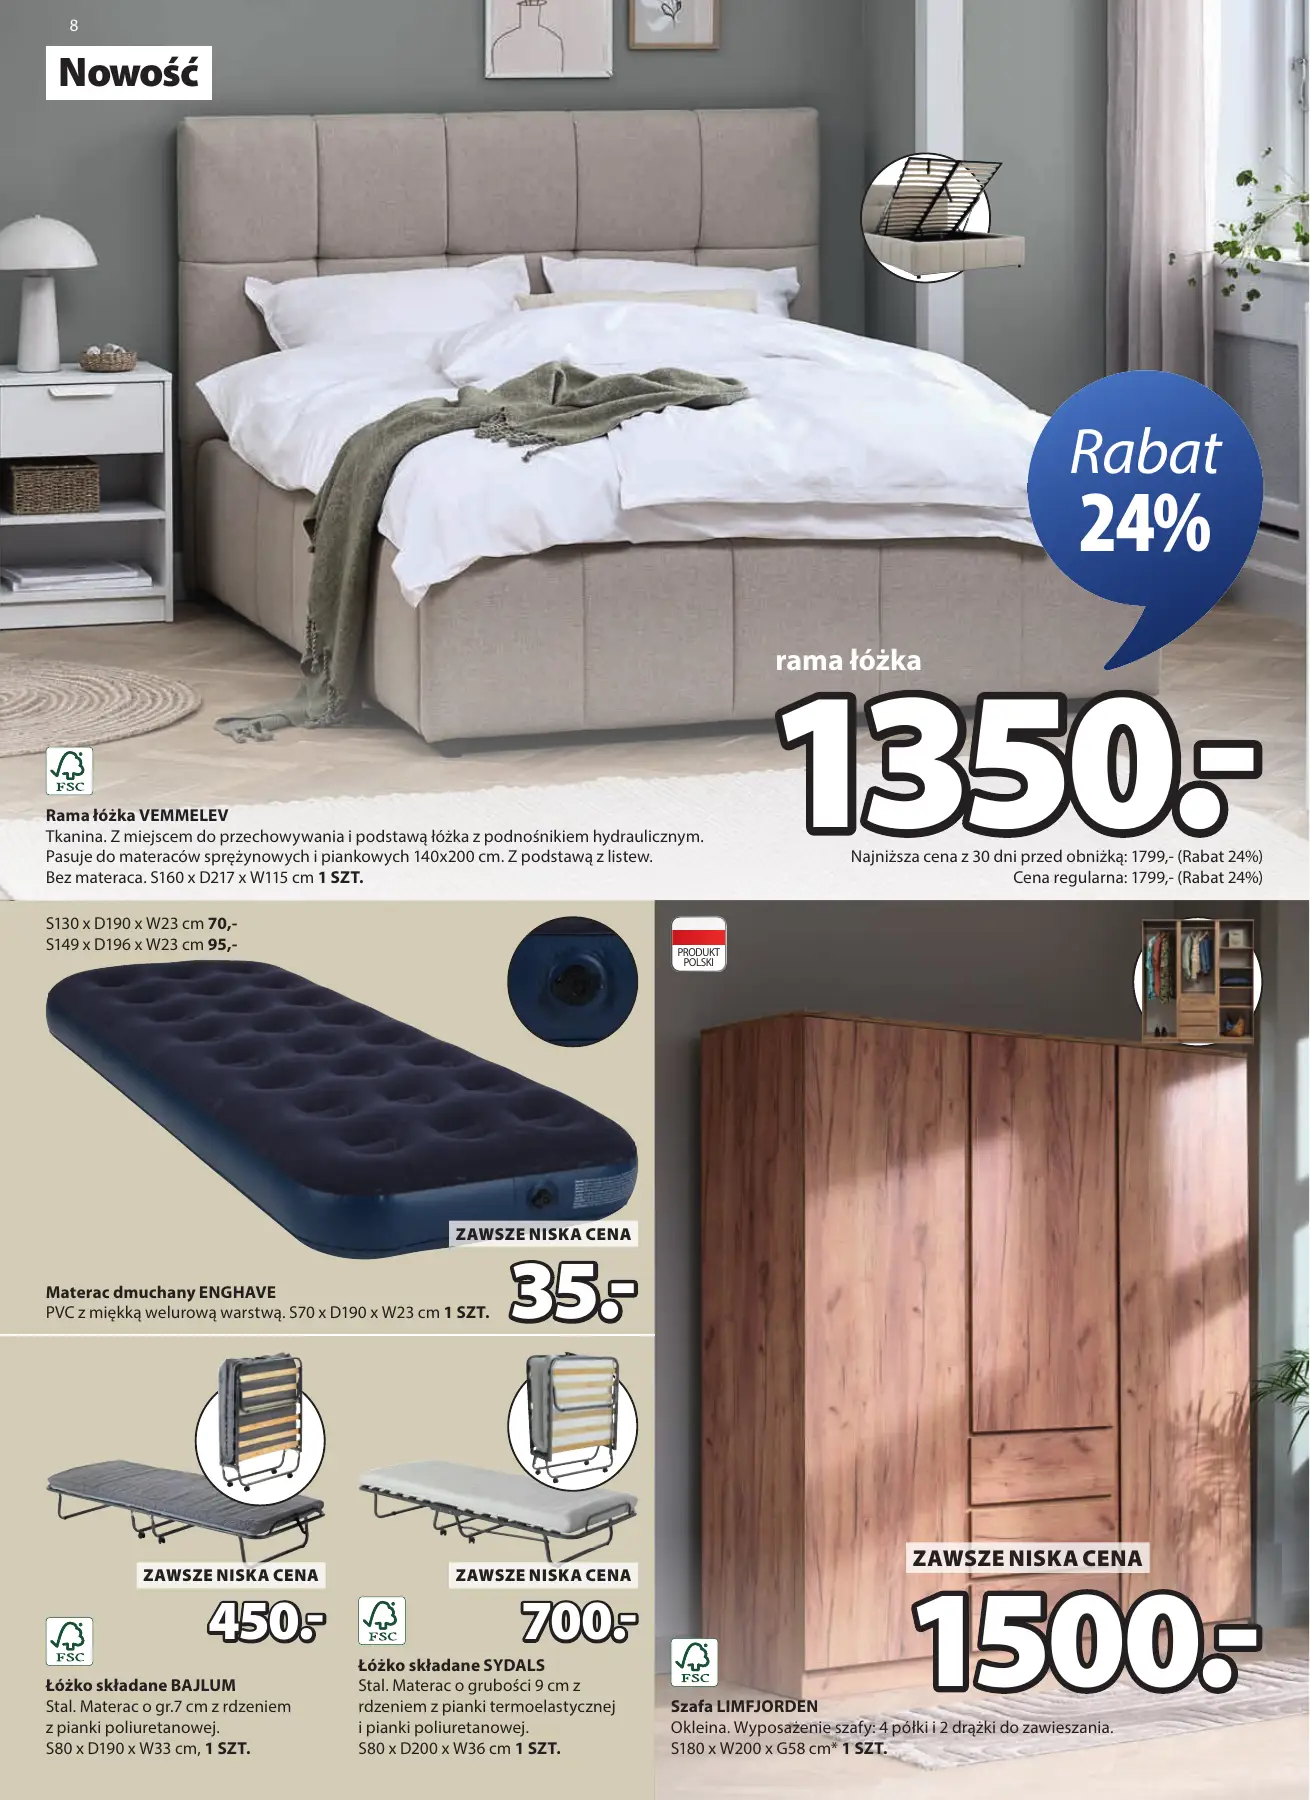 8
Nowość
Rabat
24%
rama łóżka
1350.-
FSC
Rama łóżka VEMMELEV
Tkanina. Z miejscem do przechowywania i podstawą łóżka z podnośnikiem hydraulicznym.
Pasuje do materaców sprężynowych i piankowych 140x200 cm. Z podstawą z listew.
Bez materaca. S160 x D217 x W115 cm 1 SZT.
Najniższa cena z 30 dni przed obniżką: 1799,- (Rabat 24%)
Cena regularna: 1799,- (Rabat 24%)
S130 x D190 x W23 cm 70,-
S149 x D196 x W23 cm 95,-
ZAWSZE NISKA CENA
35.-
Materac dmuchany ENGHAVE
PVC z miękką welurową warstwą. S70 x D190 x W23 cm 1 SZT.
ZAWSZE NISKA CENA
450.-
FSC
Łóżko składane BAJLUM
Stal. Materac o gr.7 cm z rdzeniem
z pianki poliuretanowej.
S80 x D190 x W33 cm, 1 SZT.
ZAWSZE NISKA CENA
700.-
FSC
Łóżko składane SYDALS
Stal. Materac o grubości 9 cm z
rdzeniem z pianki termoelastycznej
i pianki poliuretanowej.
S80 x D200 x W36 cm 1 SZT.
PRODUKT
POLSKI
ZAWSZE NISKA CENA
1500.-
FSC
Szafa LIMFJORDEN
Okleina. Wyposażenie szafy: 4 półki i 2 drążki do zawieszania.
S180 x W200 x G58 cm* 1 SZT.